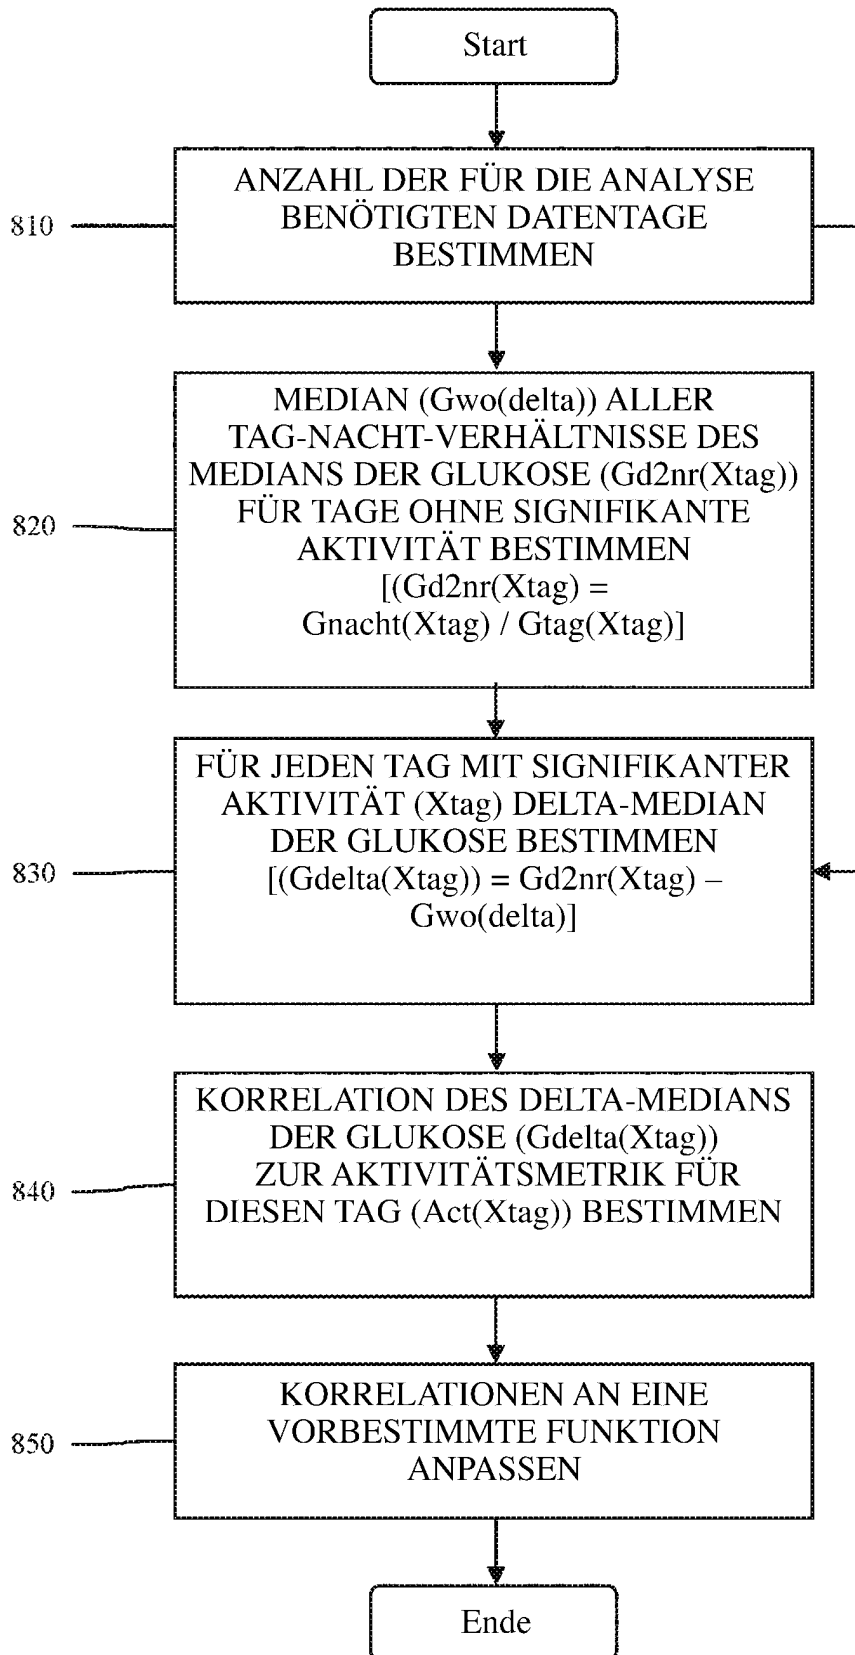 Start
810
ANZAHL DER FÜR DIE ANALYSE
BENÖTIGTEN DATENTAGE
BESTIMMEN
820
MEDIAN (Gwo(delta)) ALLER
TAG-NACHT-VERHÄLTNISSE DES
MEDIANS DER GLUKOSE (Gd2nr(Xtag))
FÜR TAGE OHNE SIGNIFIKANTE
AKTIVITÄT BESTIMMEN
[(Gd2nr(Xtag) =
Gnacht(Xtag) / Gtag(Xtag)]
830
FÜR JEDEN TAG MIT SIGNIFIKANTER
AKTIVITÄT (Xtag) DELTA-MEDIAN
DER GLUKOSE BESTIMMEN
[(Gdelta(Xtag)) = Gd2nr(Xtag) –
Gwo(delta)]
840
KORRELATION DES DELTA-MEDIANS
DER GLUKOSE (Gdelta(Xtag))
ZUR AKTIVITÄTSMETRIK FÜR
DIESEN TAG (Act(Xtag)) BESTIMMEN
850
KORRELATIONEN AN EINE
VORBESTIMMTE FUNKTION
ANPASSEN
Ende